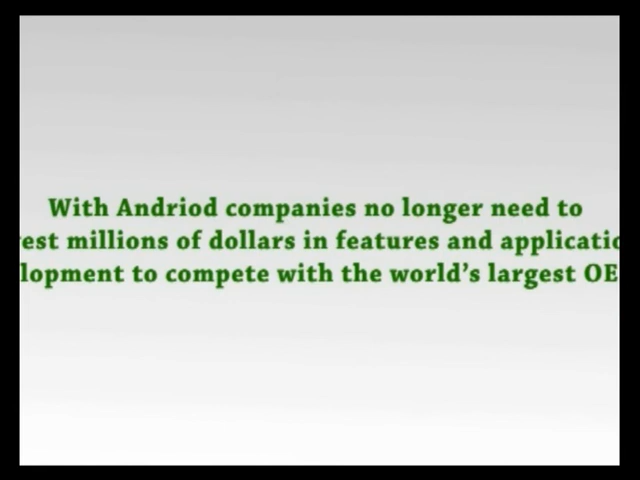 With Andriod companies no longer need to
est millions of dollars in features and applicatio
lopment to compete with the world's largest OE